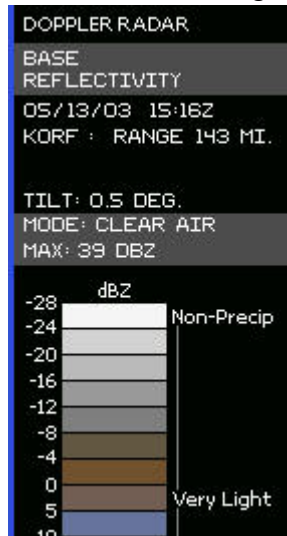 DOPPLER RADAR
BASE
REFLECTIVITY
05/13/03 15:16Z
KORF : RANGE 143 MI.
TILT: 0.5 DEG.
MODE: CLEAR AIR
MAX: 39 DBZ
dBZ
-28
Non-Precip
-24
-20
-16
-12
-8
-4
0
Very Light
5
10